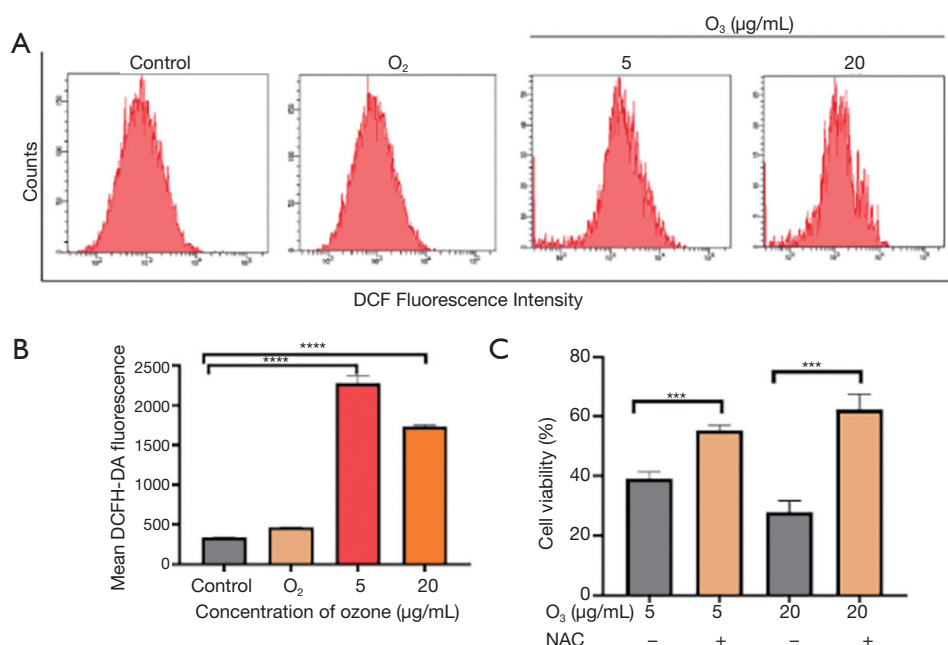 A
O₃ (µg/mL)
Control
O₂
5
20
Counts
DCF Fluorescence Intensity
B
****
****
Mean DCFH-DA fluorescence
2500
2000
1500
1000
500
0
Control O₂ 5 20
Concentration of ozone (µg/mL)
C
***
***
Cell viability (%)
80
60
40
20
0
O₃ (µg/mL) 5 5 20 20
NAC – + – +